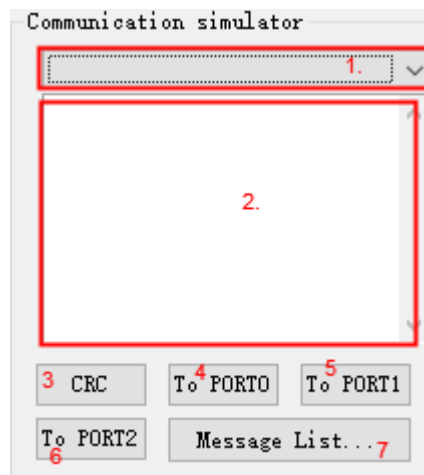 Communication simulator
1.
2.
3 CRC
4 To PORT0
5 To PORT1
To PORT2
6
Message List...7